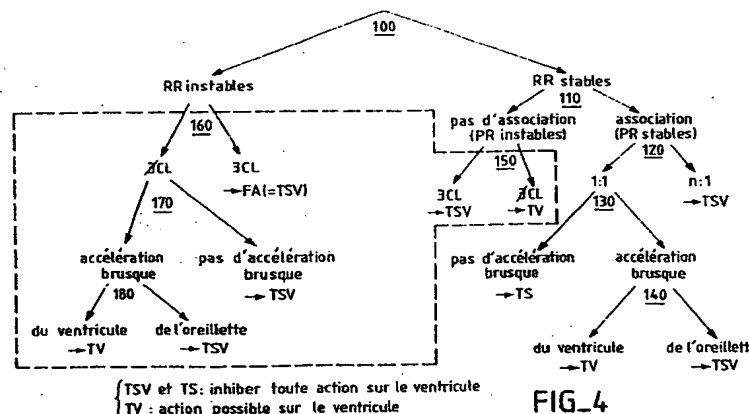 100
RR instables
RR stables
110
160
pas d'association
(PR instables)
association
(PR stables)
120
∄CL
∃CL
→FA(=TSV)
150
170
∃CL
→TSV
∄CL
→TV
1:1
130
n:1
→TSV
accélération
brusque
180
pas d'accélération
brusque
→TSV
pas d'accélération
brusque
→TS
accélération
brusque
140
du ventricule
→TV
de l'oreillette
→TSV
du ventricule
→TV
de l'oreillette
→TSV
{TSV et TS: inhiber toute action sur le ventricule
TV : action possible sur le ventricule
FIG_4